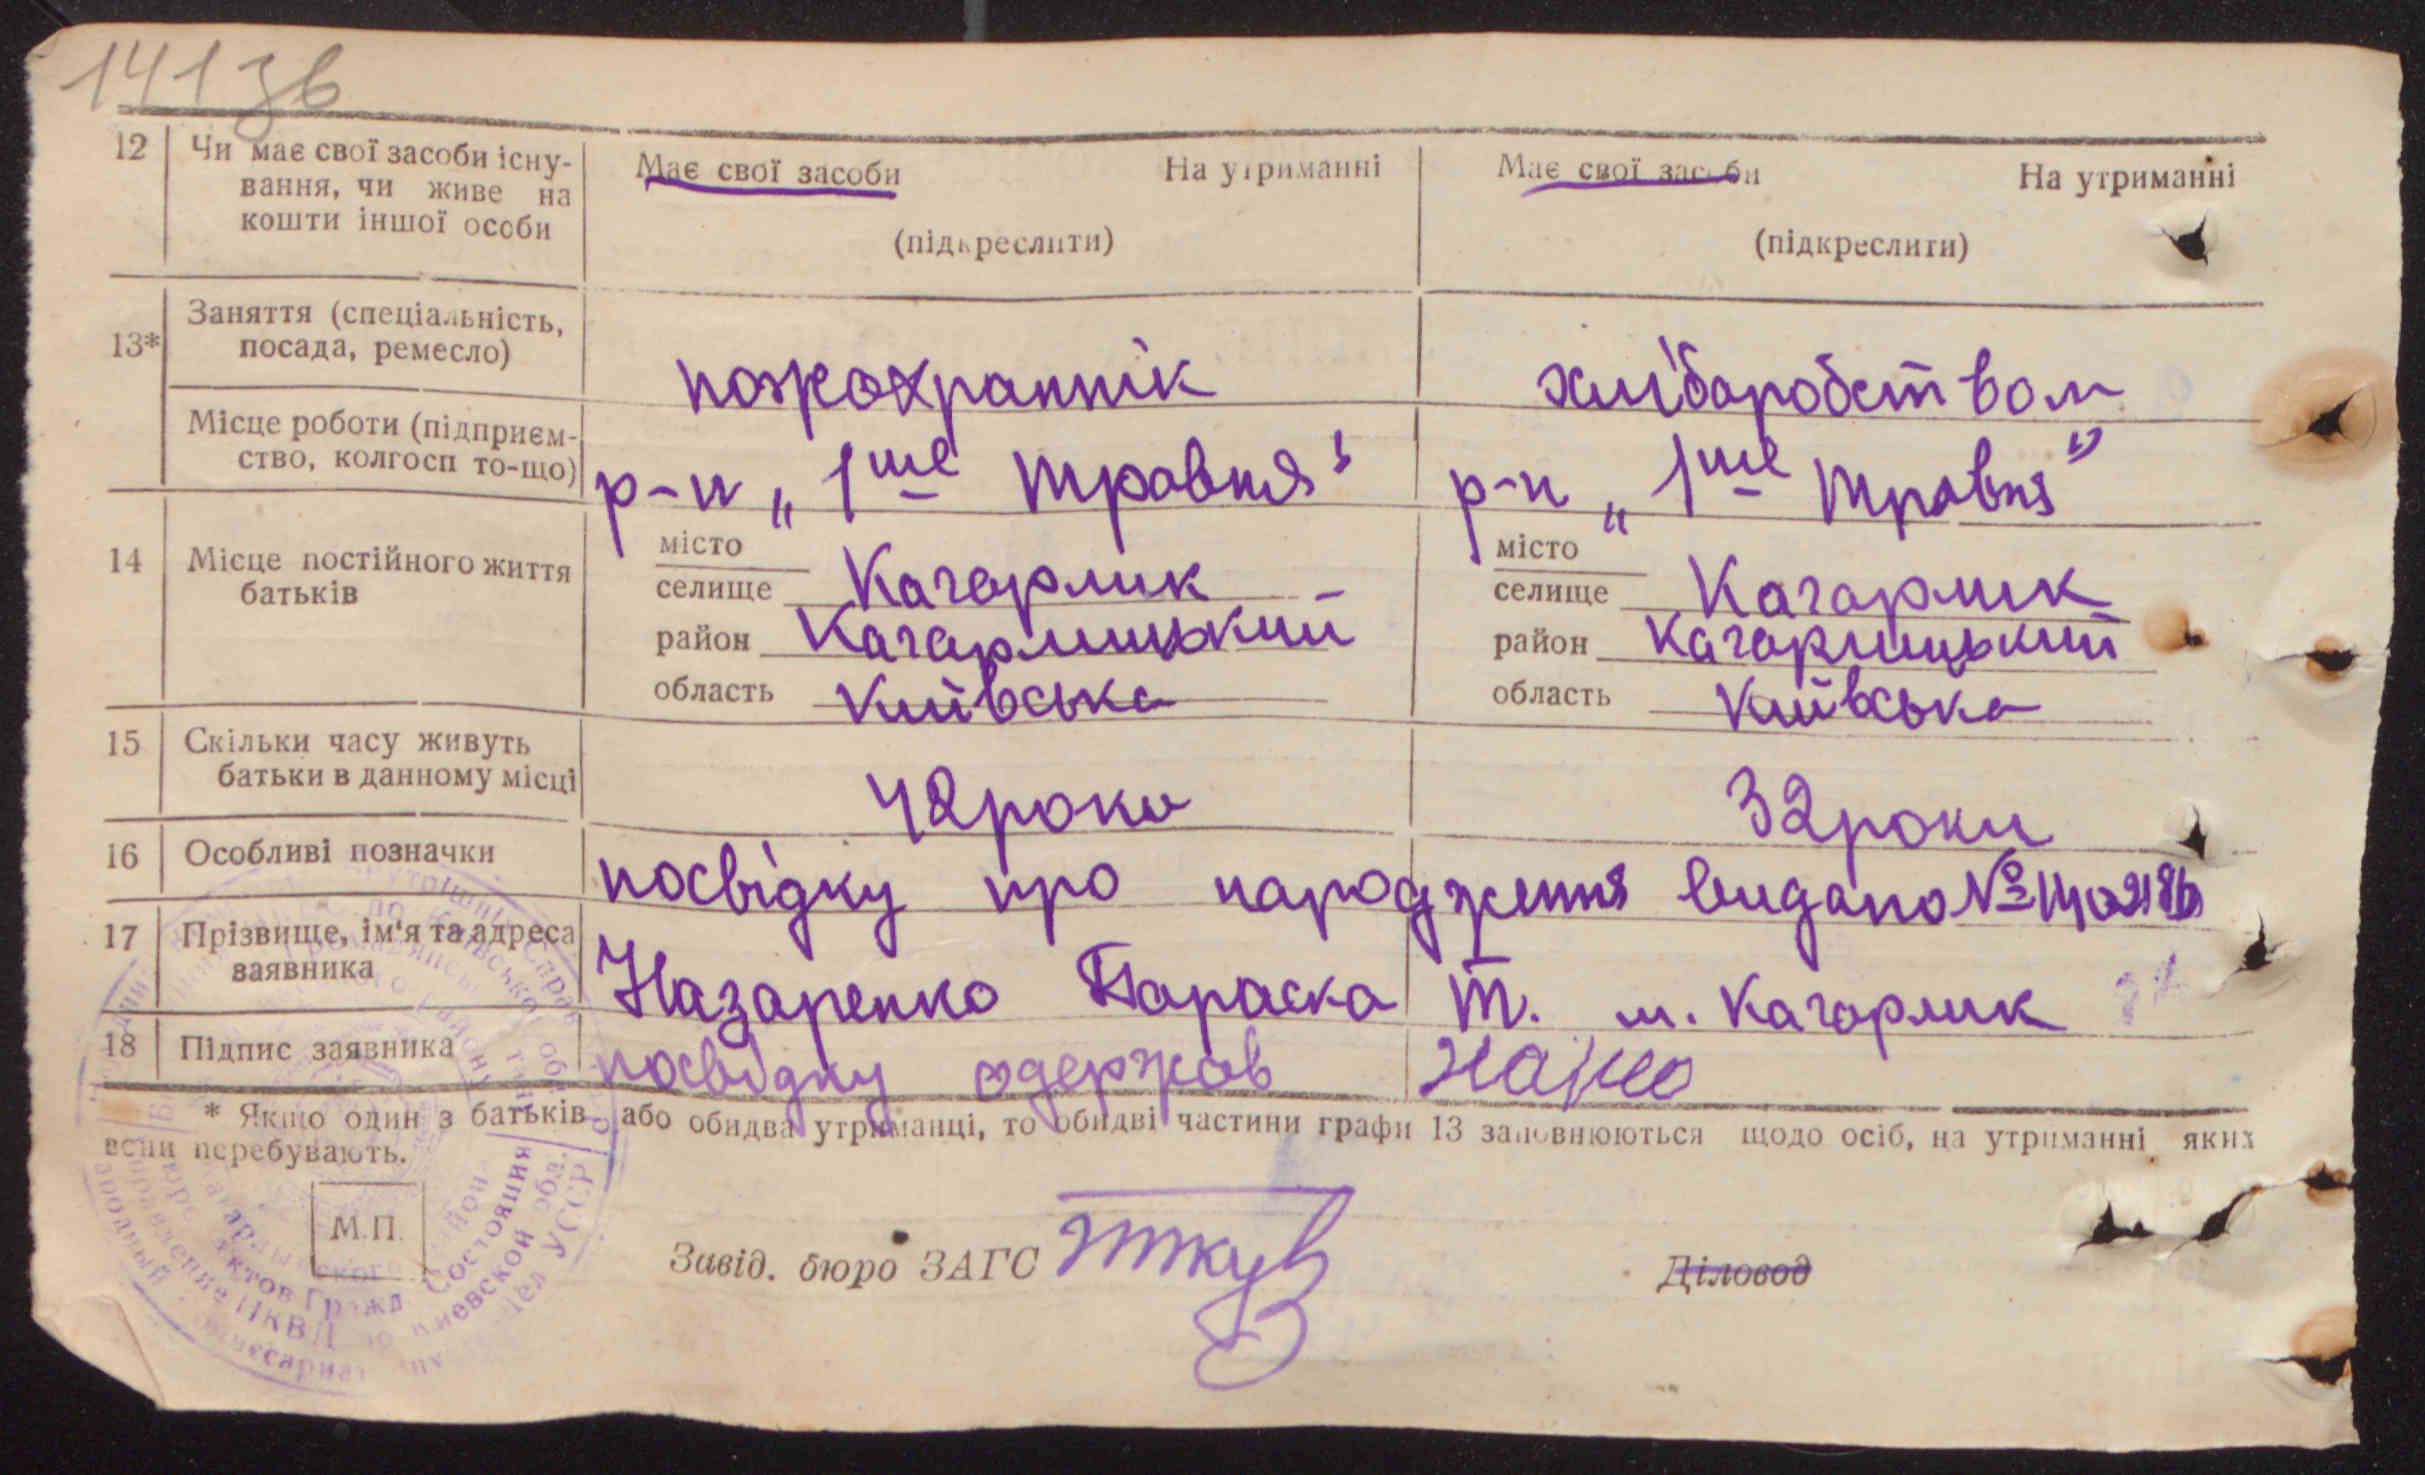 141 зв
12 Чи має свої засоби існу- Має свої засоби На утриманні Має свої засоби На утриманні
вання, чи живе на
кошти іншої особи (підкреслити) (підкреслити)
13* Заняття (спеціальність,
посада, ремесло) пожохраннік хліборобством
Місце роботи (підприєм-
ство, колгосп то-що) р-п „1ше травня" р-п „1ше травня"
14 Місце постійного життя місто місто
батьків селище Кагарлик селище Кагарлик
район Кагарлицький район Кагарлицький
область Київська область Київська
15 Скільки часу живуть
батьки в данному місці 42 роки 32 роки
16 Особливі позначки посвідку про народження видано №
17 Прізвище, ім'я та адреса
заявника Назаренко Параска Т. м. Кагарлик
18 Підпис заявника посвідку одержав
* Якщо один з батьків або обидва утриманці, то обидві частини графи 13 заповнюються щодо осіб, на утриманні яких
вони перебувають.
М.П.
Завід. бюро ЗАГС Діловод